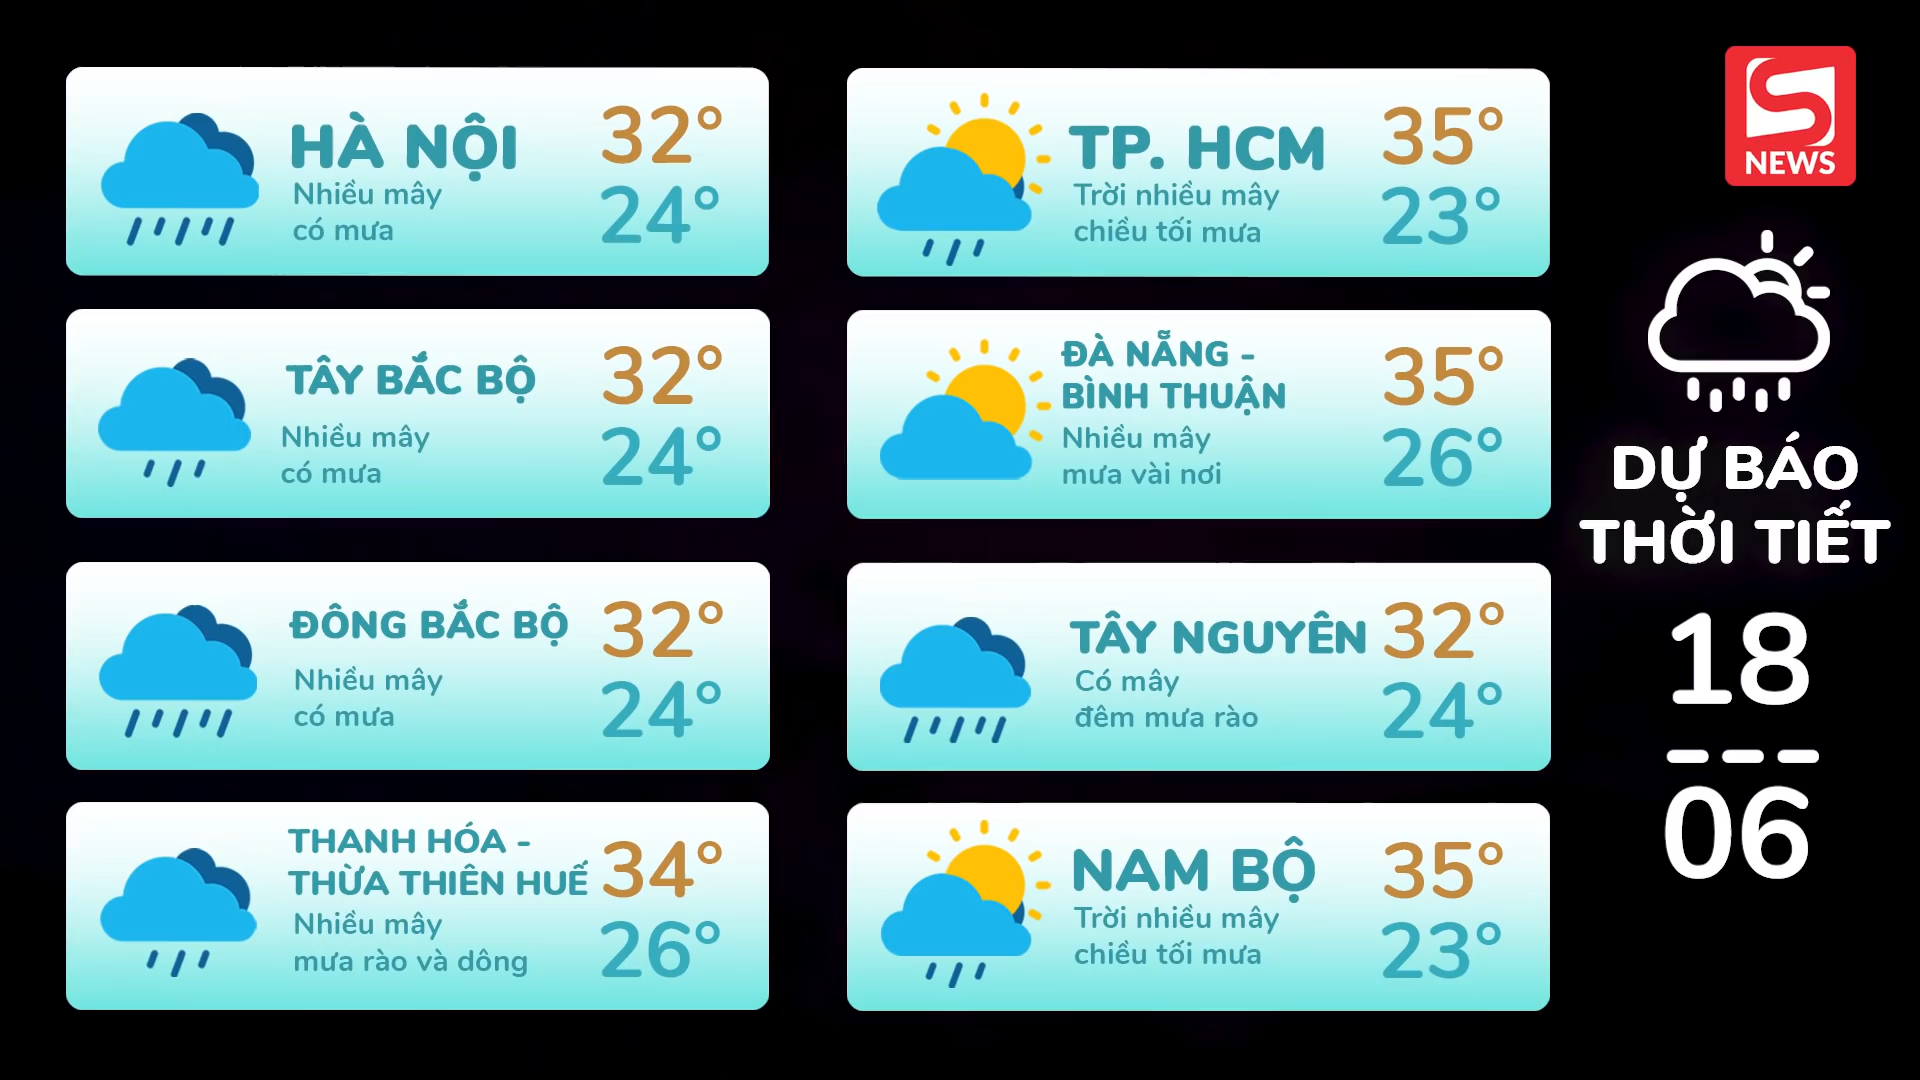 HÀ NỘI
Nhiều mây
có mưa
32°
24°
TP. HCM
Trời nhiều mây
chiều tối mưa
35°
23°
TÂY BẮC BỘ
Nhiều mây
có mưa
32°
24°
ĐÀ NẴNG -
BÌNH THUẬN
Nhiều mây
mưa vài nơi
35°
26°
ĐÔNG BẮC BỘ
Nhiều mây
có mưa
32°
24°
TÂY NGUYÊN
Có mây
đêm mưa rào
32°
24°
THANH HÓA -
THỪA THIÊN HUẾ
Nhiều mây
mưa rào và dông
34°
26°
NAM BỘ
Trời nhiều mây
chiều tối mưa
35°
23°
S
NEWS
DỰ BÁO
THỜI TIẾT
18
---
06